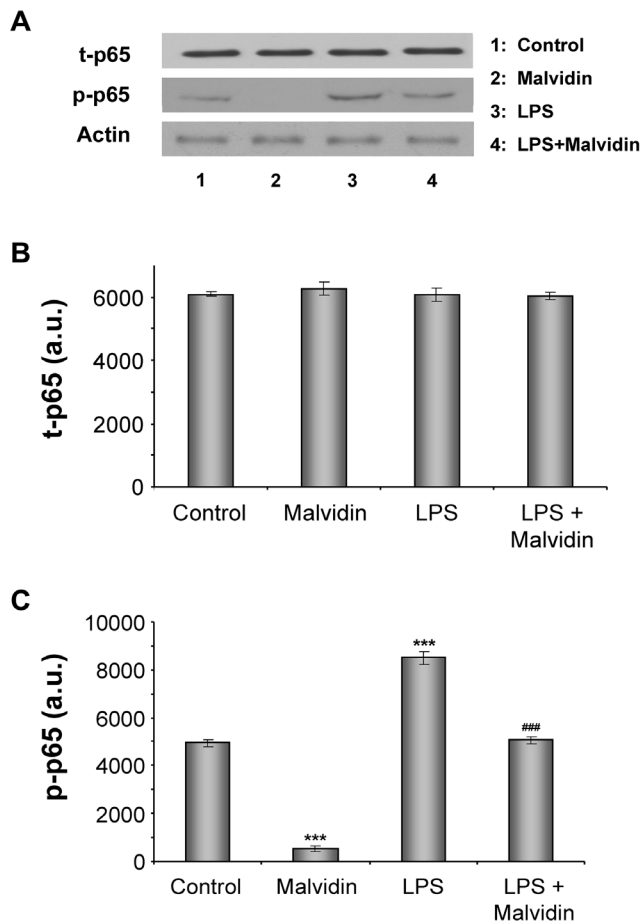 A
t-p65
p-p65
Actin
1: Control
2: Malvidin
3: LPS
4: LPS+Malvidin
1 2 3 4
B
t-p65 (a.u.)
6000
4000
2000
0
Control Malvidin LPS LPS +
Malvidin
C
p-p65 (a.u.)
10000
8000
6000
4000
2000
0
***
***
###
Control Malvidin LPS LPS +
Malvidin